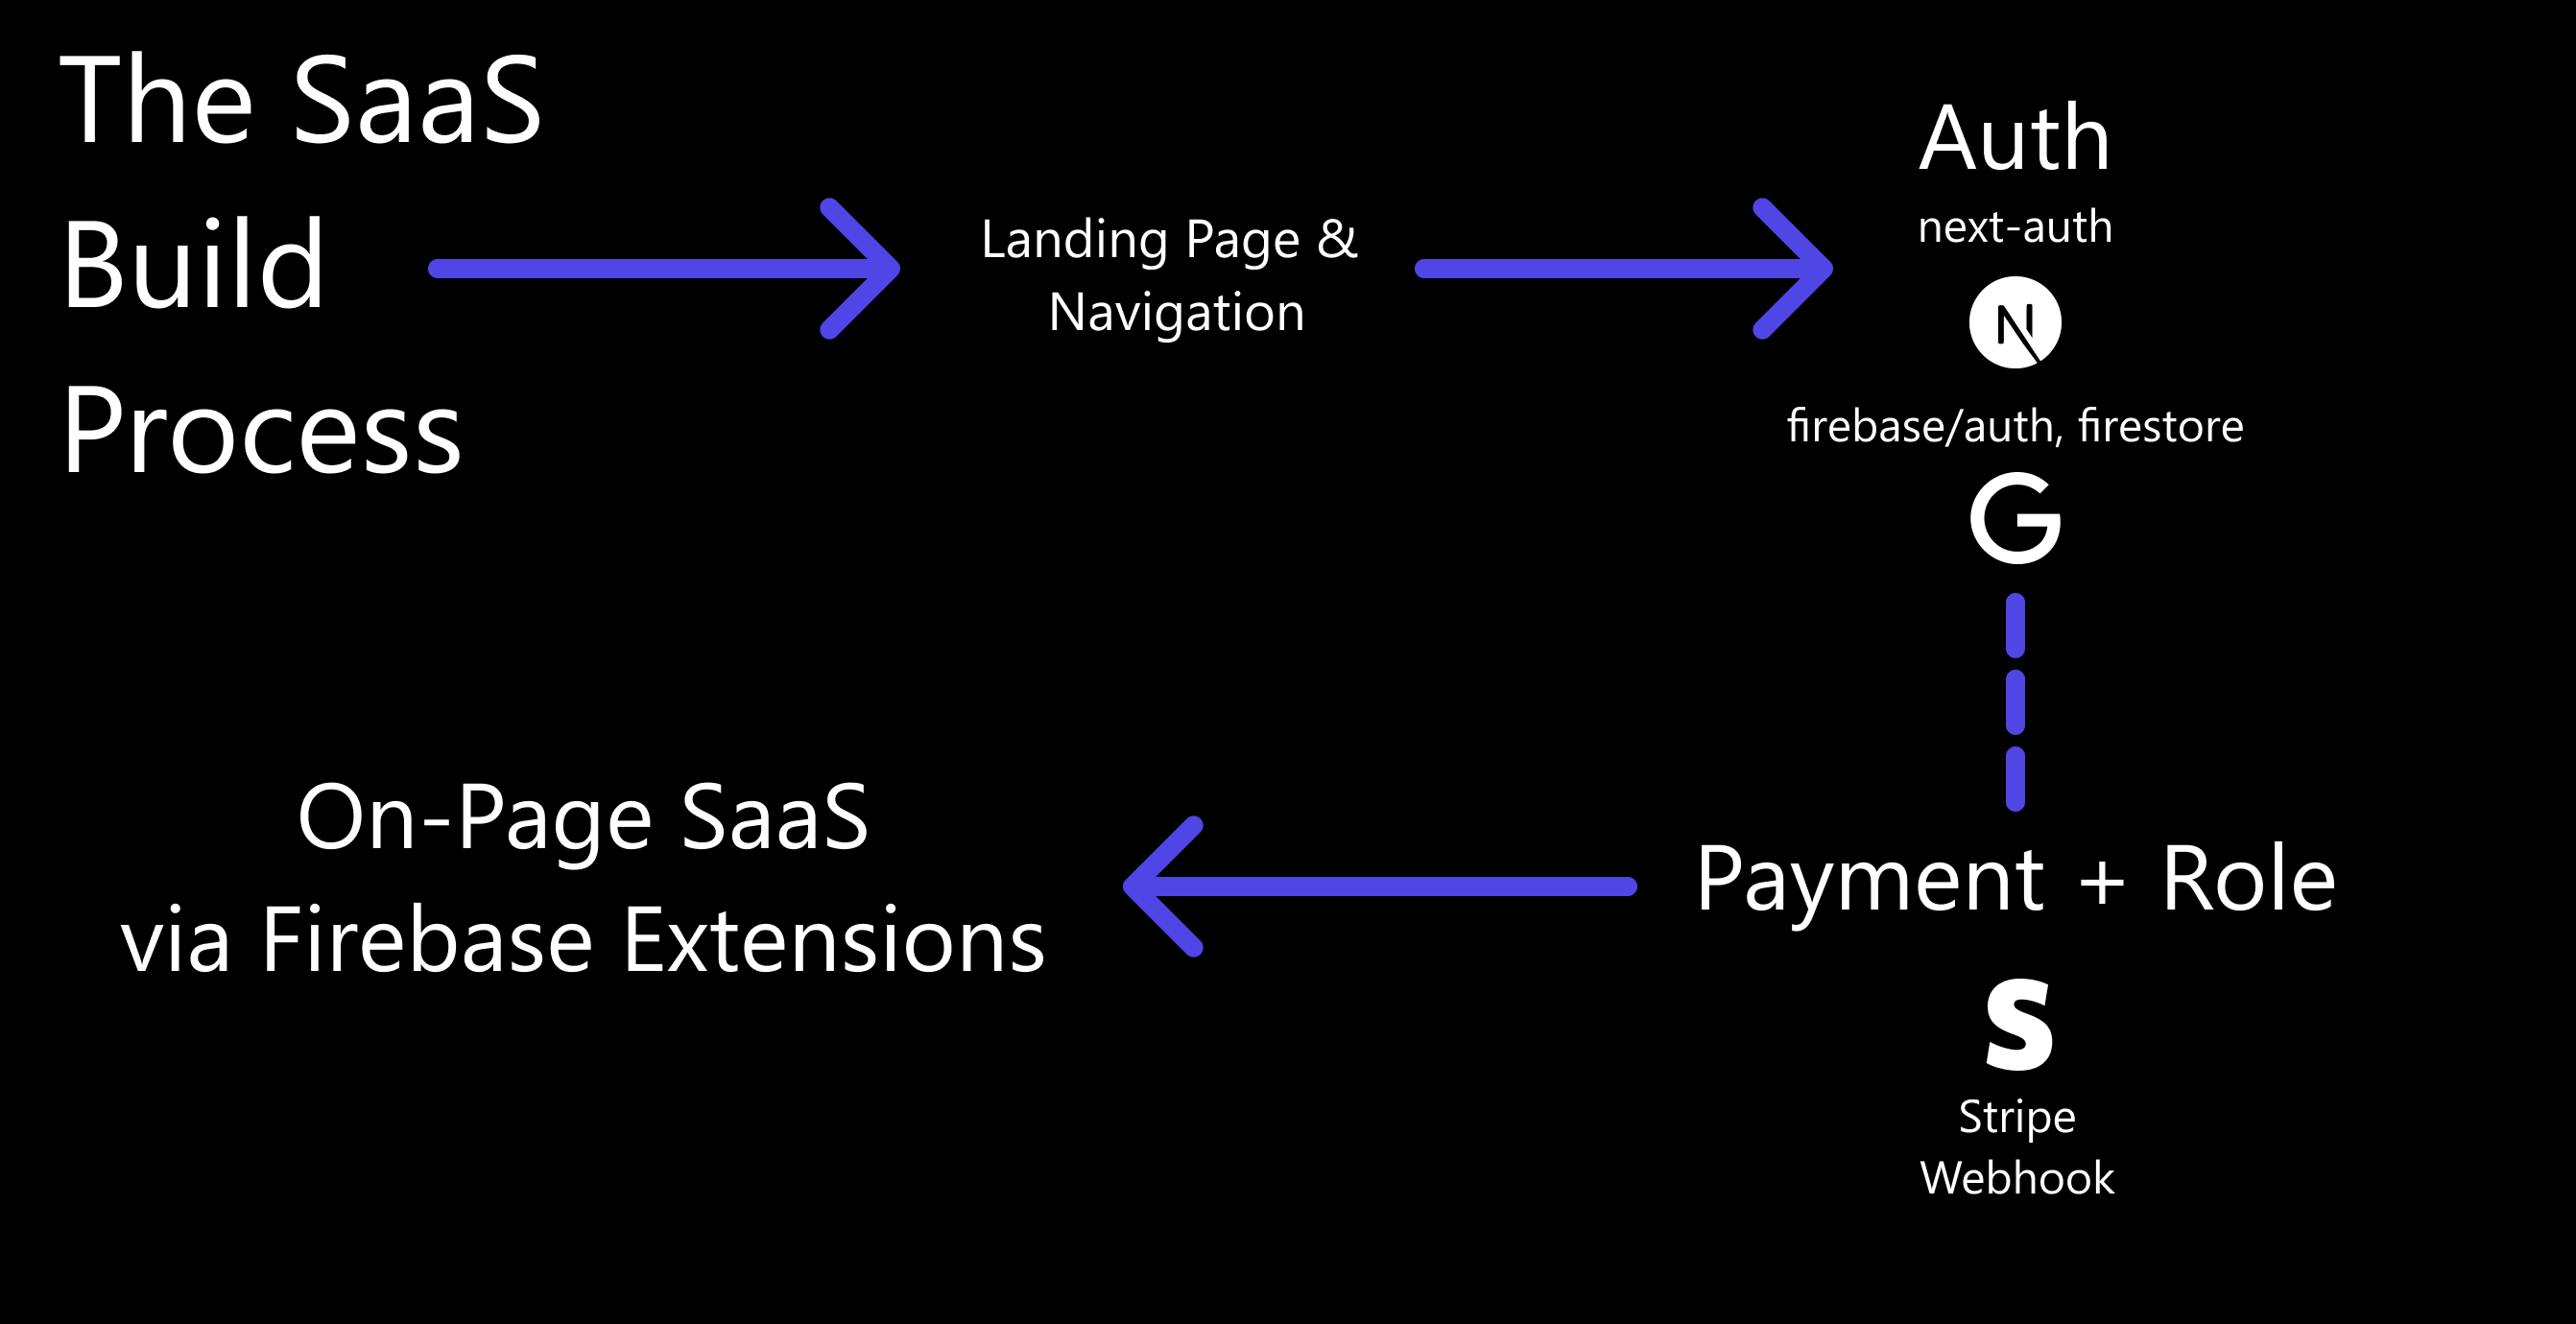 The SaaS
Build
Process
Landing Page &
Navigation
Auth
next-auth
N
firebase/auth, firestore
G
Payment + Role
S
Stripe
Webhook
On-Page SaaS
via Firebase Extensions